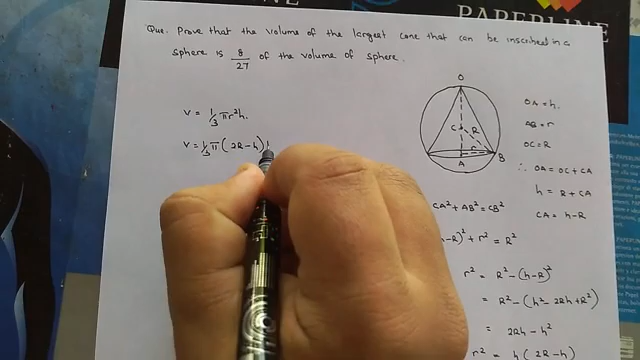 PAPERLINE
Que. Prove that the volume of the largest cone that can be inscribed in a
sphere is 8/27 of the volume of sphere.
V = 1/3 πr²h.
V = 1/3 π(2R-h)
O
C
R
r
A
B
OA = h.
AB = r
OC = R
∴ OA = OC + CA
h = R + CA
CA = h-R
CA² + AB² = CB²
-R)² + r² = R²
r² = R² - (h-R)²
= R² - (h² - 2Rh + R²)
= 2Rh - h²
r² = h(2R-h)